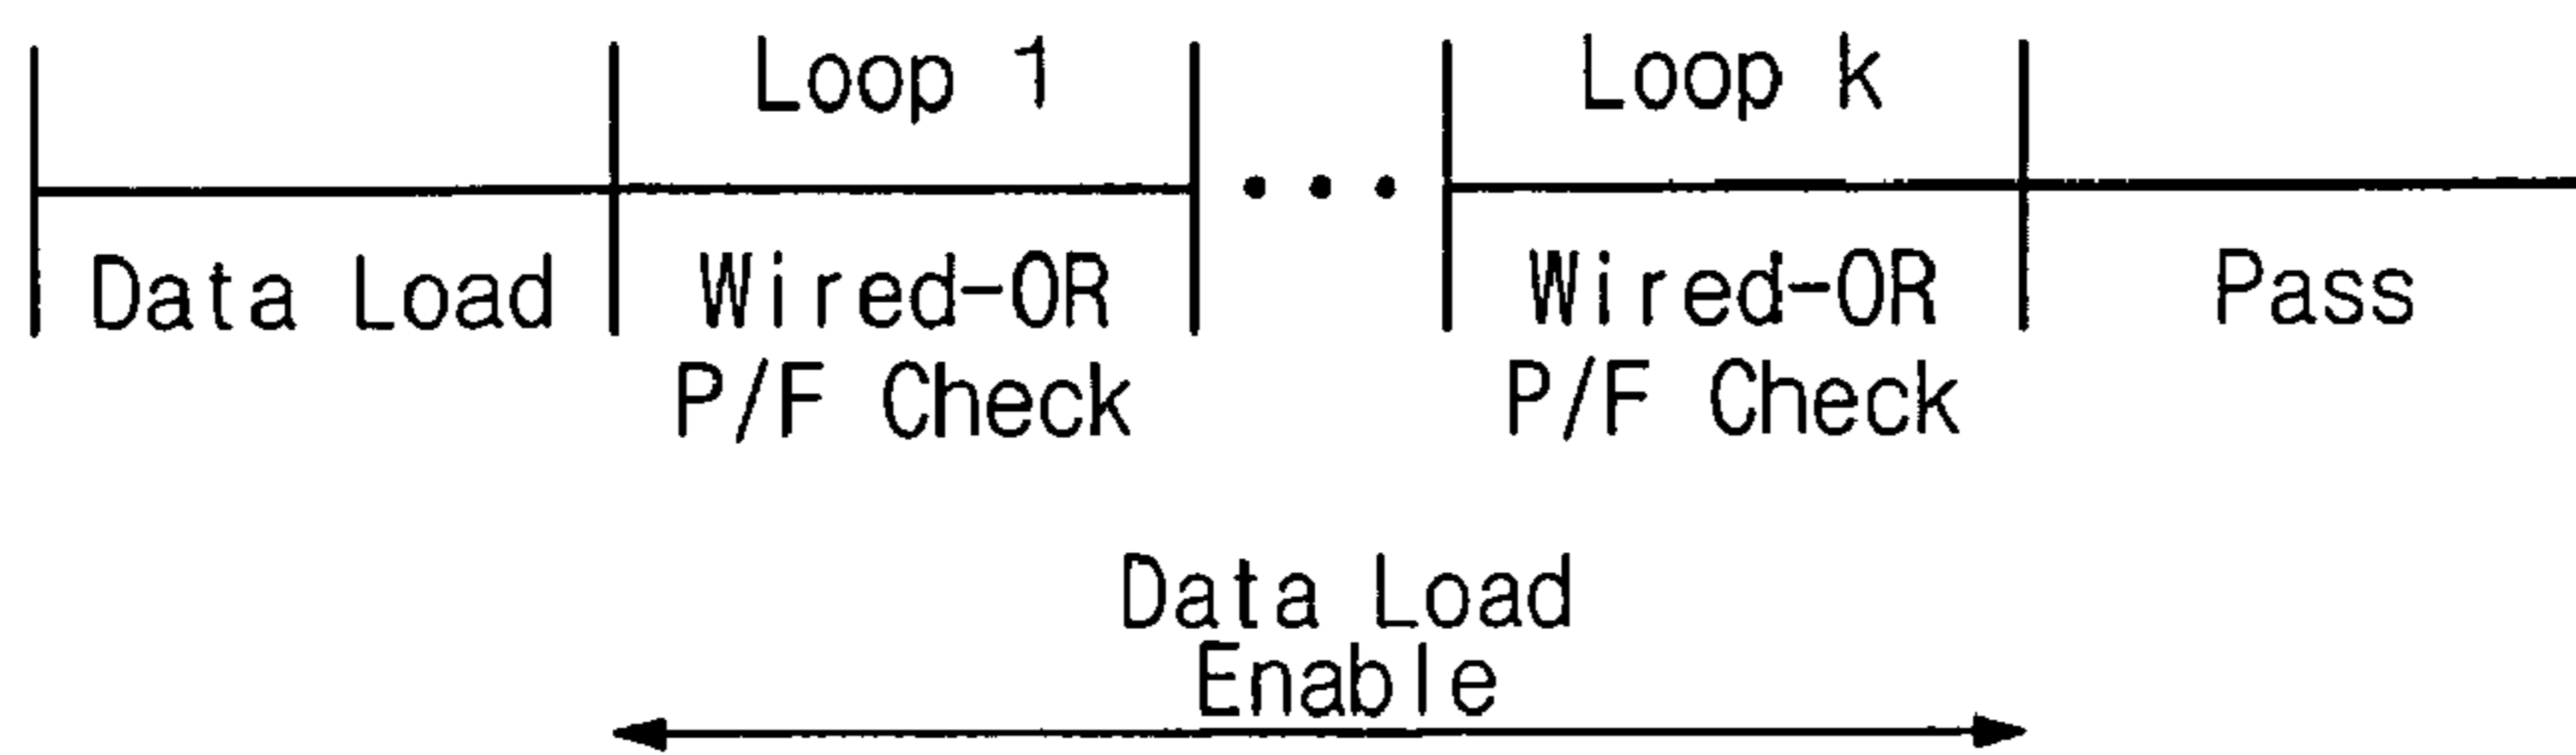 Loop 1
Loop k
Data Load
Wired-OR
P/F Check
Wired-OR
P/F Check
Pass
Data Load
Enable